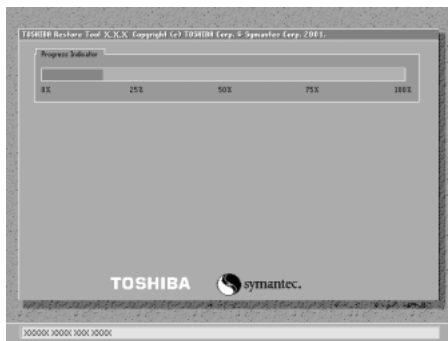 TOSHIBA Restore Tool X.X.X Copyright (c) TOSHIBA Corp. & Symantec Corp. 2001.
Progress Indicator
0% 25% 50% 75% 100%
TOSHIBA symantec.
XXXXX XXXX XXX XXXX